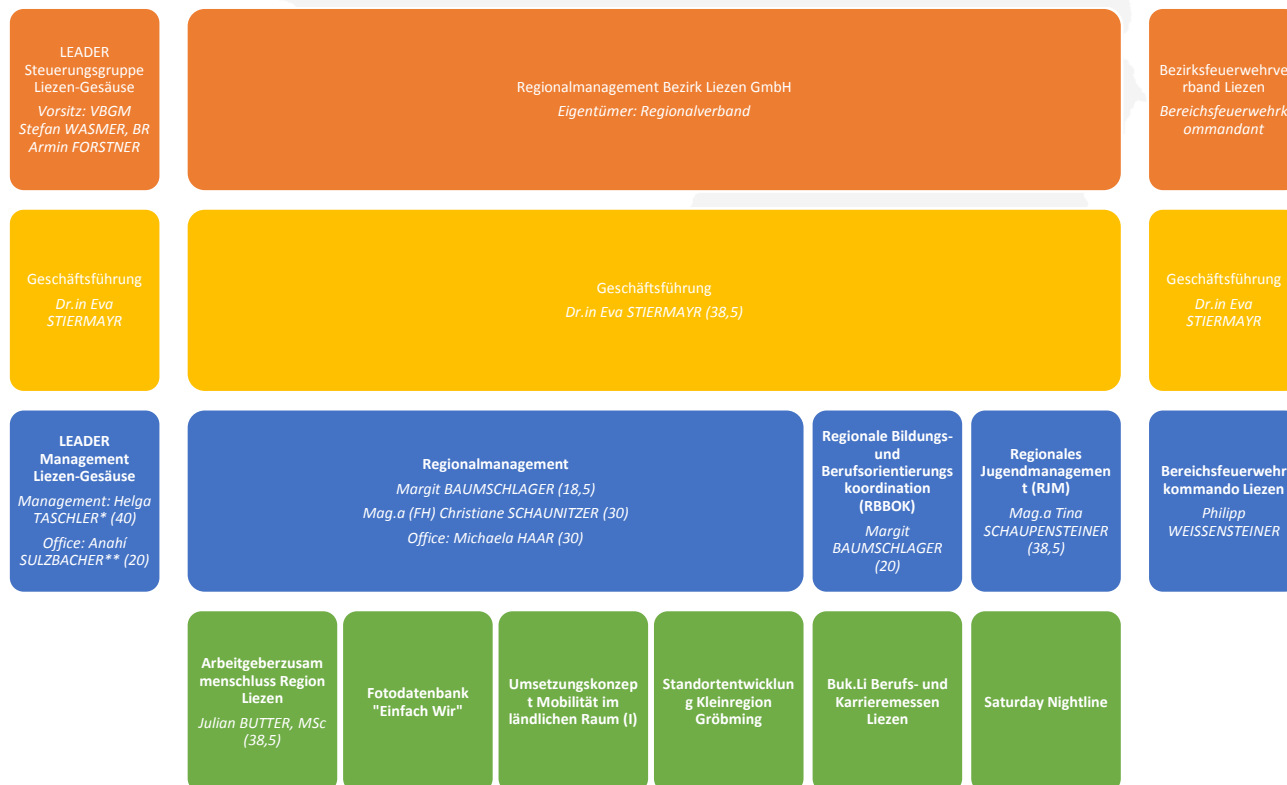 LEADER
Steuerungsgruppe
Liezen-Gesäuse
Vorsitz: VBGM
Stefan WASMER, BR
Armin FORSTNER
Regionalmanagement Bezirk Liezen GmbH
Eigentümer: Regionalverband
Bezirksfeuerwehrve
rband Liezen
Bereichsfeuerwehrk
ommandant
Geschäftsführung
Dr.in Eva
STIERMAYR
Geschäftsführung
Dr.in Eva STIERMAYR (38,5)
Geschäftsführung
Dr.in Eva
STIERMAYR
LEADER
Management
Liezen-Gesäuse
Management: Helga
TASCHLER* (40)
Office: Anahí
SULZBACHER** (20)
Regionalmanagement
Margit BAUMSCHLAGER (18,5)
Mag.a (FH) Christiane SCHAUNITZER (30)
Office: Michaela HAAR (30)
Regionale Bildungs-
und
Berufsorientierungs
koordination
(RBBOK)
Margit
BAUMSCHLAGER
(20)
Regionales
Jugendmanagemen
t (RJM)
Mag.a Tina
SCHAUPENSTEINER
(38,5)
Bereichsfeuerwehr
kommando Liezen
Philipp
WEISSENSTEINER
Arbeitgeberzusam
menschluss Region
Liezen
Julian BUTTER, MSc
(38,5)
Fotodatenbank
"Einfach Wir"
Umsetzungskonzep
t Mobilität im
ländlichen Raum (I)
Standortentwicklun
g Kleinregion
Gröbming
Buk.Li Berufs- und
Karrieremessen
Liezen
Saturday Nightline